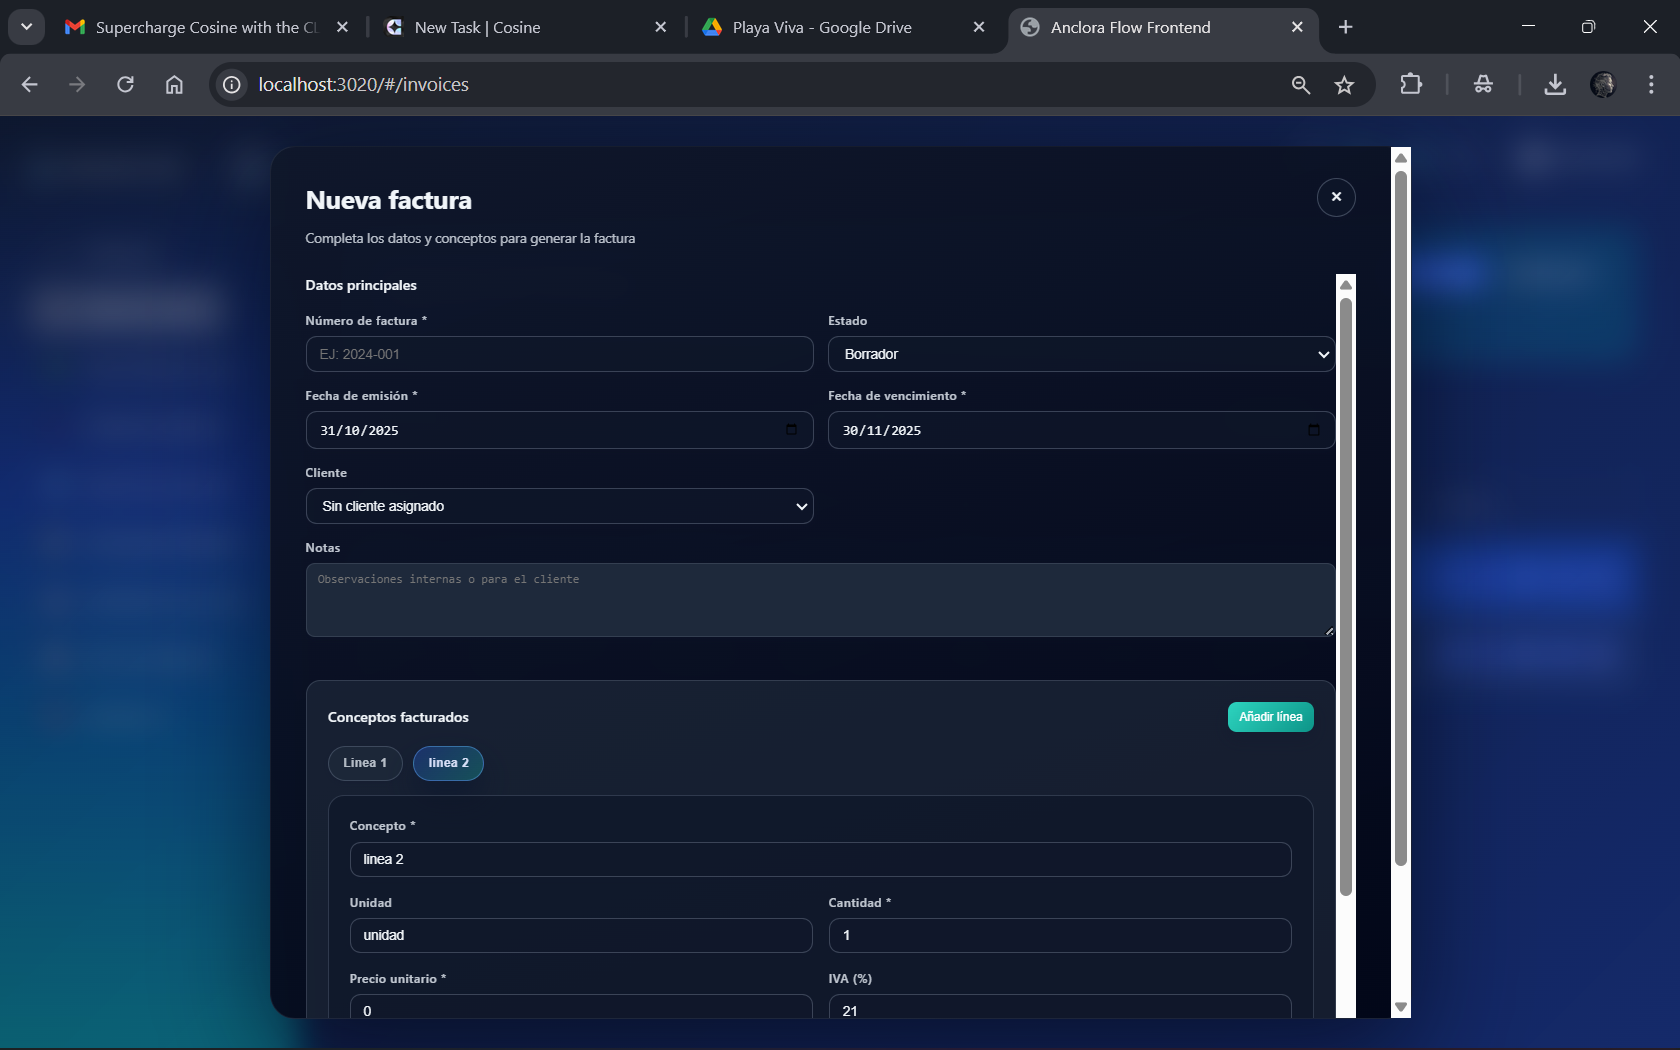 Supercharge Cosine with the CL
New Task | Cosine
Playa Viva - Google Drive
Anclora Flow Frontend
localhost:3020/#/invoices
Nueva factura
Completa los datos y conceptos para generar la factura
Datos principales
Número de factura *
Estado
EJ: 2024-001
Borrador
Fecha de emisión *
Fecha de vencimiento *
31/10/2025
30/11/2025
Cliente
Sin cliente asignado
Notas
Observaciones internas o para el cliente
Conceptos facturados
Añadir línea
Linea 1
linea 2
Concepto *
linea 2
Unidad
Cantidad *
unidad
1
Precio unitario *
IVA (%)
0
21